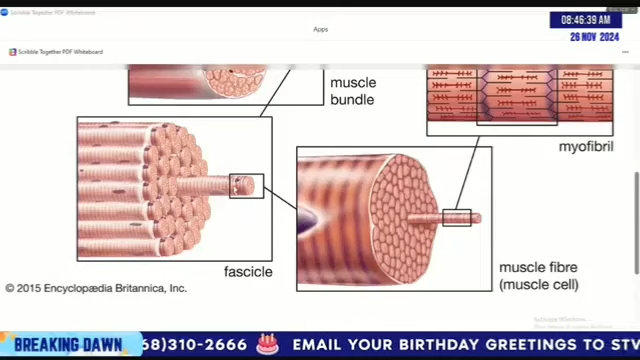 Scribble Together PDF Whiteboard
08:46:39 AM
26 NOV 2024
Apps
Scribble Together PDF Whiteboard
muscle
bundle
myofibril
fascicle
muscle fibre
(muscle cell)
© 2015 Encyclopædia Britannica, Inc.
Activate Windows
BREAKING DAWN
68)310-2666 EMAIL YOUR BIRTHDAY GREETINGS TO STV